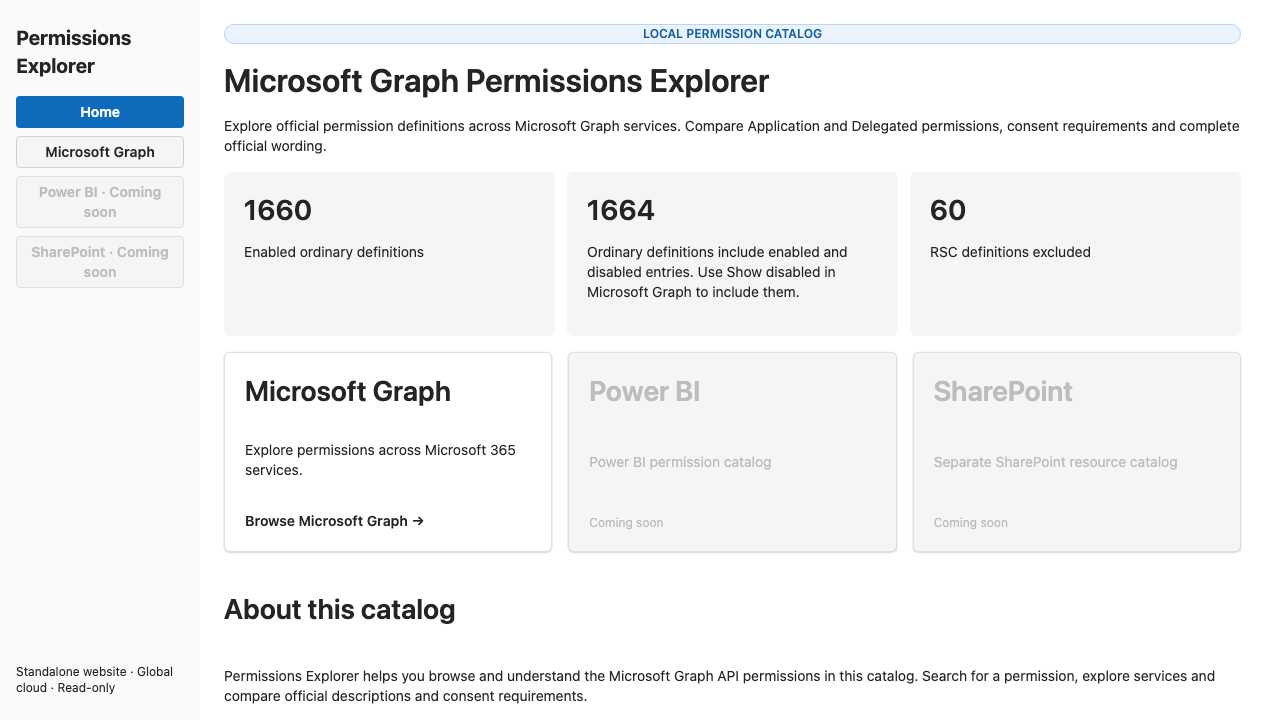 Permissions
Explorer
Home
Microsoft Graph
Power BI · Coming
soon
SharePoint · Coming
soon
Standalone website · Global
cloud · Read-only
LOCAL PERMISSION CATALOG
Microsoft Graph Permissions Explorer
Explore official permission definitions across Microsoft Graph services. Compare Application and Delegated permissions, consent requirements and complete
official wording.
1660
Enabled ordinary definitions
1664
Ordinary definitions include enabled and
disabled entries. Use Show disabled in
Microsoft Graph to include them.
60
RSC definitions excluded
Microsoft Graph
Explore permissions across Microsoft 365
services.
Browse Microsoft Graph →
Power BI
Power BI permission catalog
Coming soon
SharePoint
Separate SharePoint resource catalog
Coming soon
About this catalog
Permissions Explorer helps you browse and understand the Microsoft Graph API permissions in this catalog. Search for a permission, explore services and
compare official descriptions and consent requirements.